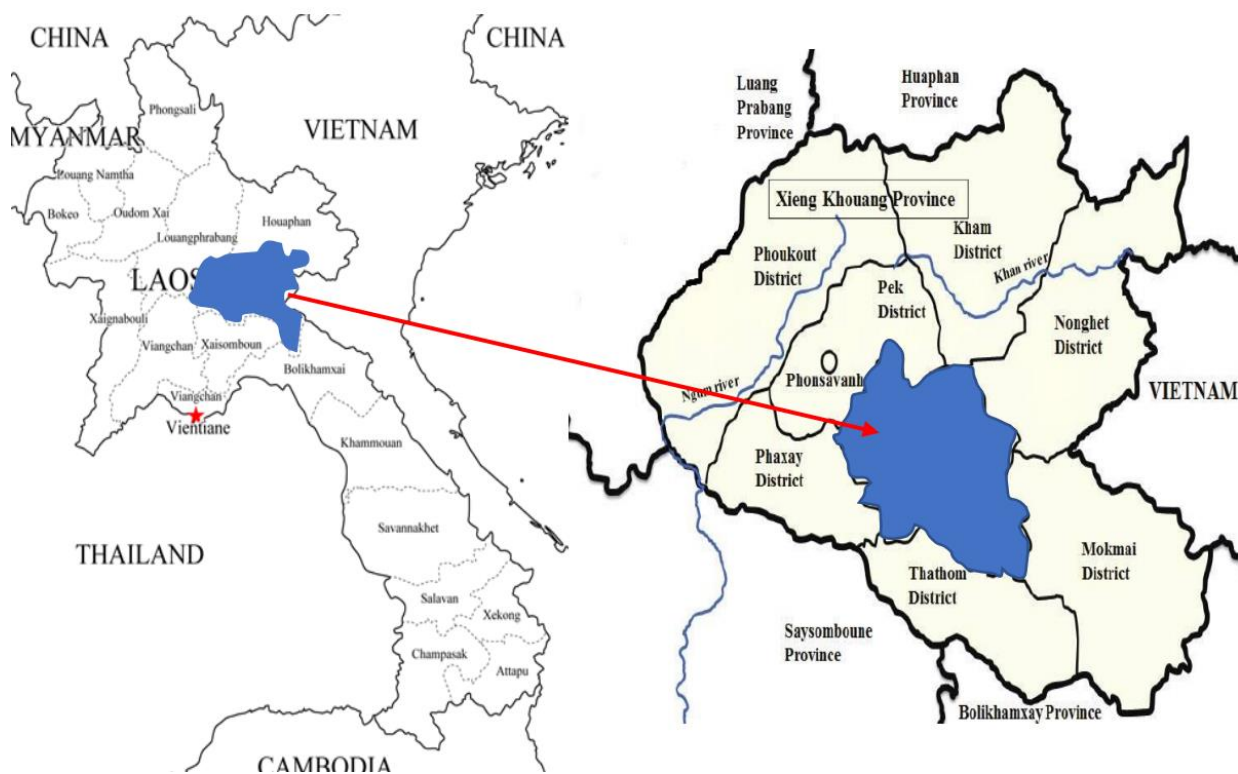 CHINA
CHINA
Phongsali
VIETNAM
MYANMAR
Louang Namtha
Bokeo
Oudom Xai
Houaphan
Louangphrabang
LAOS
Xaignabouli
Viangchan
Xaisomboun
Bolikhamxai
Viangchan
Vientiane
Khammouan
Savannakhet
THAILAND
Salavan
Xekong
Champasak
Attapu
CAMBODIA
Luang
Prabang
Province
Huaphan
Province
Xieng Khouang Province
Phoukout
District
Kham
District
Khan river
Pek
District
Nonghet
District
Ngum river
Phonsavanh
VIETNAM
Phaxay
District
Thathom
District
Mokmai
District
Saysomboune
Province
Bolikhamxay Province